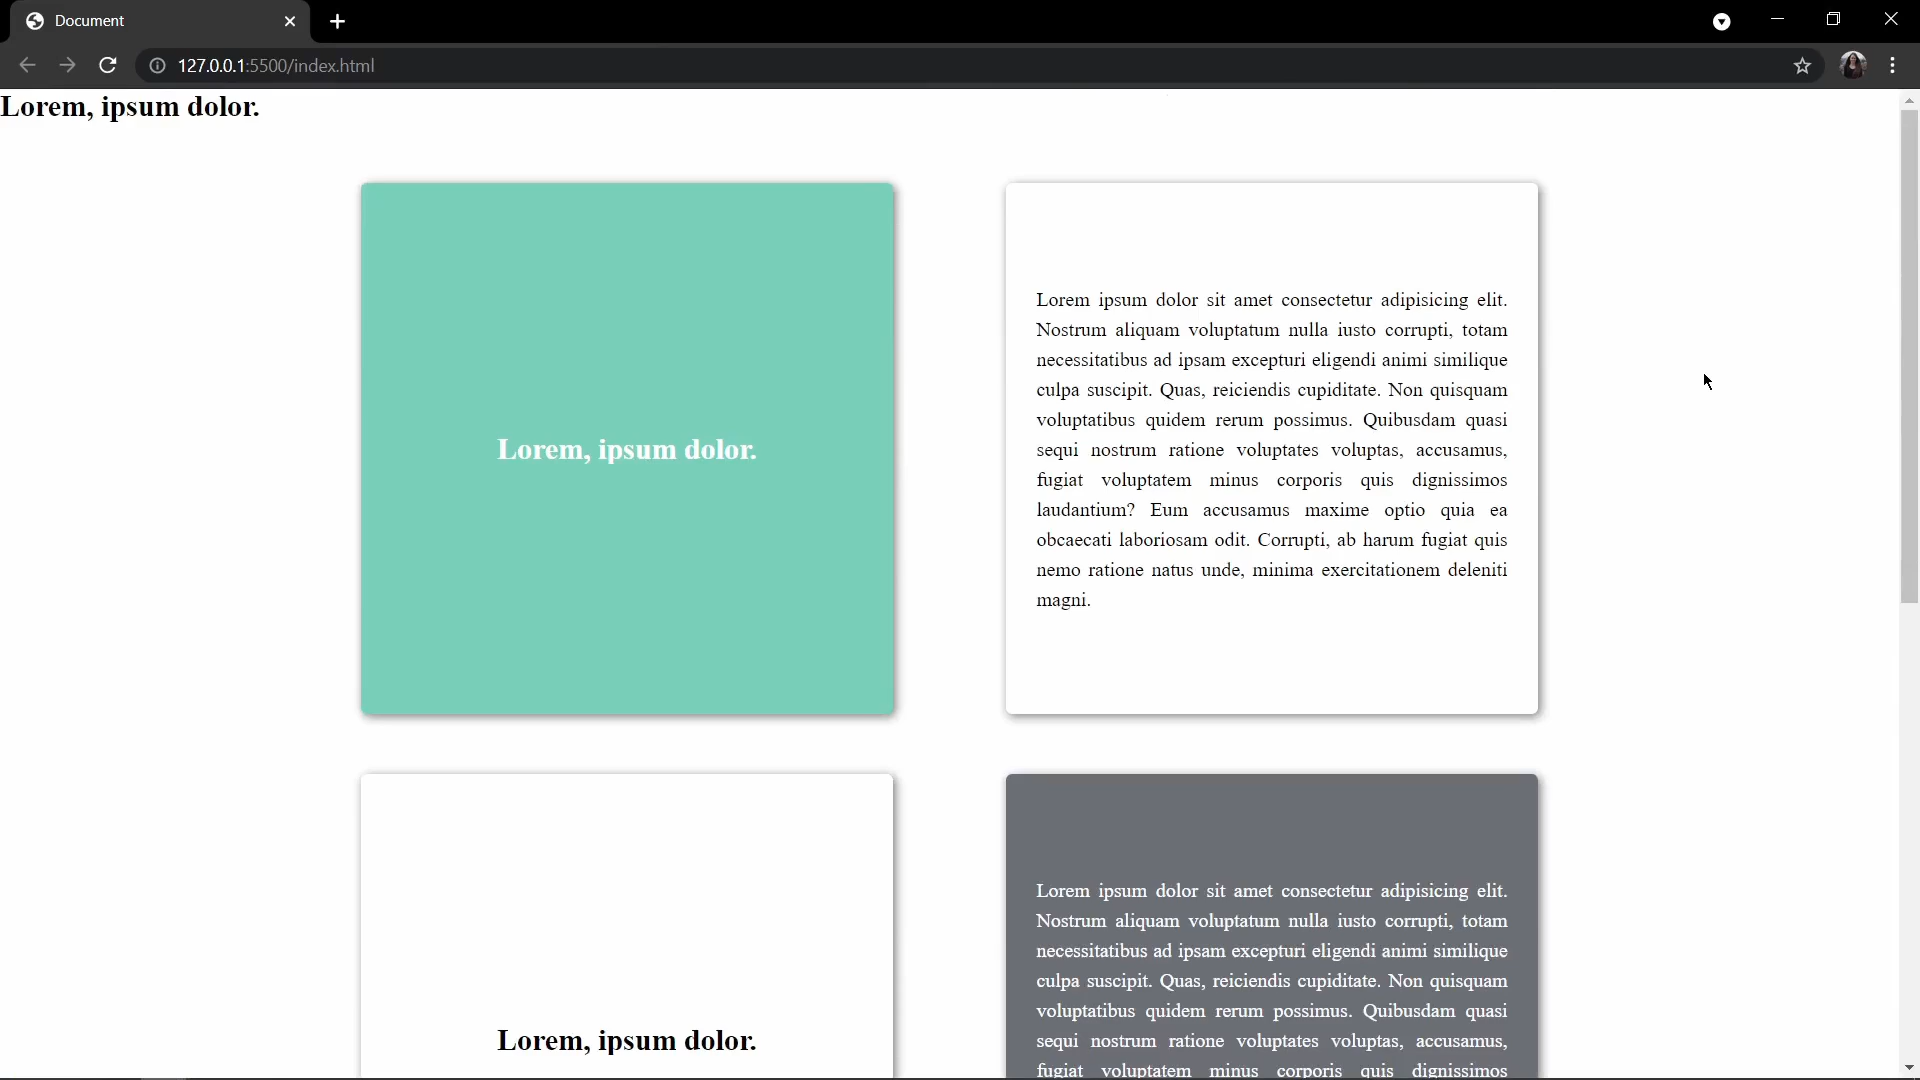 Document
127.0.0.1:5500/index.html
Lorem, ipsum dolor.
Lorem, ipsum dolor.
Lorem ipsum dolor sit amet consectetur adipisicing elit.
Nostrum aliquam voluptatum nulla iusto corrupti, totam
necessitatibus ad ipsam excepturi eligendi animi similique
culpa suscipit. Quas, reiciendis cupiditate. Non quisquam
voluptatibus quidem rerum possimus. Quibusdam quasi
sequi nostrum ratione voluptates voluptas, accusamus,
fugiat voluptatem minus corporis quis dignissimos
laudantium? Eum accusamus maxime optio quia ea
obcaecati laboriosam odit. Corrupti, ab harum fugiat quis
nemo ratione natus unde, minima exercitationem deleniti
magni.
Lorem, ipsum dolor.
Lorem ipsum dolor sit amet consectetur adipisicing elit.
Nostrum aliquam voluptatum nulla iusto corrupti, totam
necessitatibus ad ipsam excepturi eligendi animi similique
culpa suscipit. Quas, reiciendis cupiditate. Non quisquam
voluptatibus quidem rerum possimus. Quibusdam quasi
sequi nostrum ratione voluptates voluptas, accusamus,
fugiat voluptatem minus corporis quis dignissimos